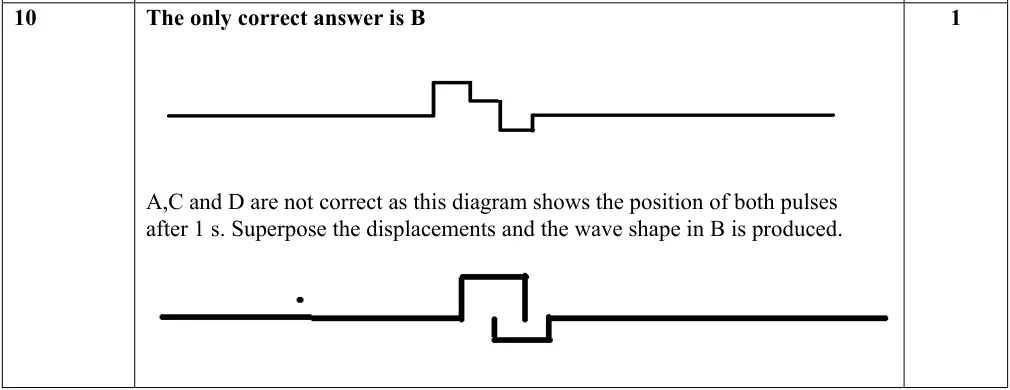 10
The only correct answer is B
1
A,C and D are not correct as this diagram shows the position of both pulses
after 1 s. Superpose the displacements and the wave shape in B is produced.